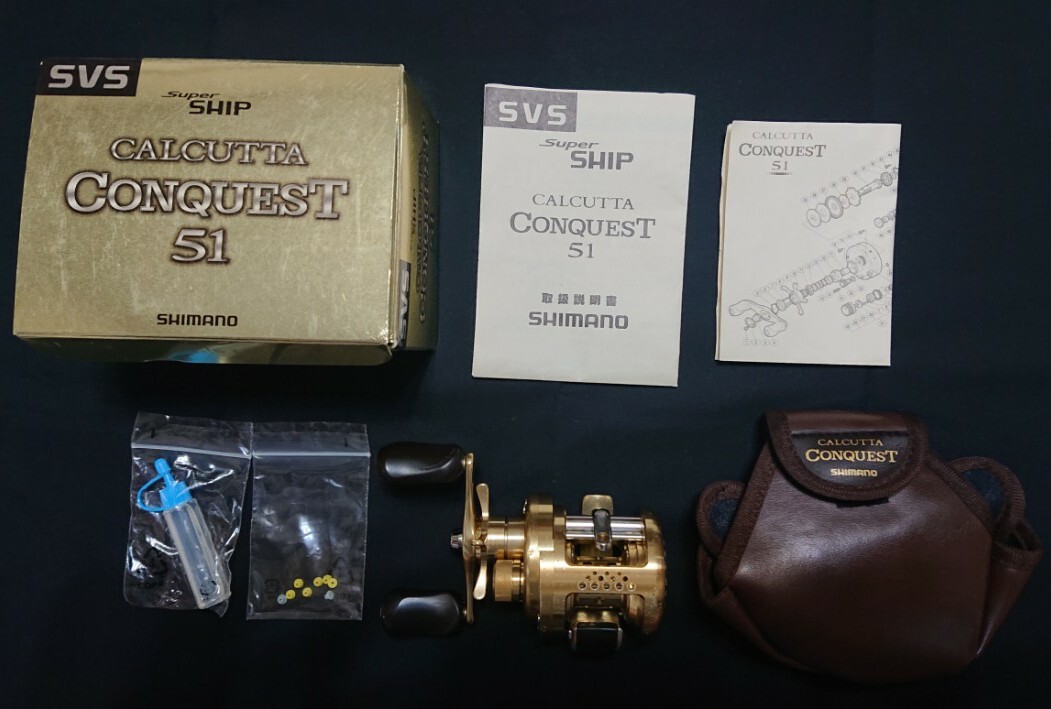 SVS
Super
SHIP
CALCUTTA
CONQUEST
51
SHIMANO
SVS
SVS
Super
SHIP
CALCUTTA
CONQUEST
51
取扱説明書
SHIMANO
CALCUTTA
CONQUEST
51
CALCUTTA
CONQUEST
SHIMANO